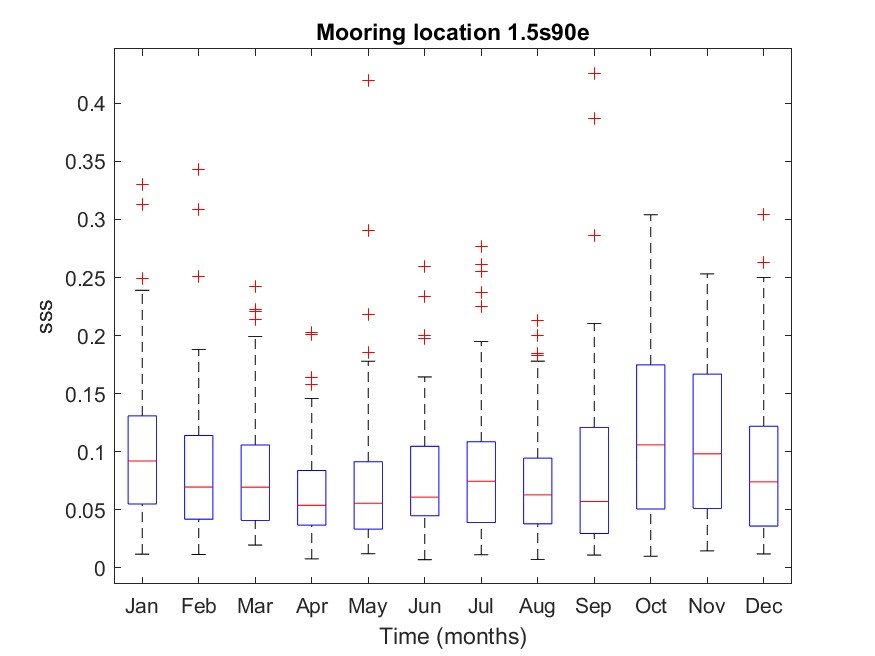 Mooring location 1.5s90e
0.4
0.35
0.3
0.25
0.2
0.15
0.1
0.05
0
sss
Jan Feb Mar Apr May Jun Jul Aug Sep Oct Nov Dec
Time (months)